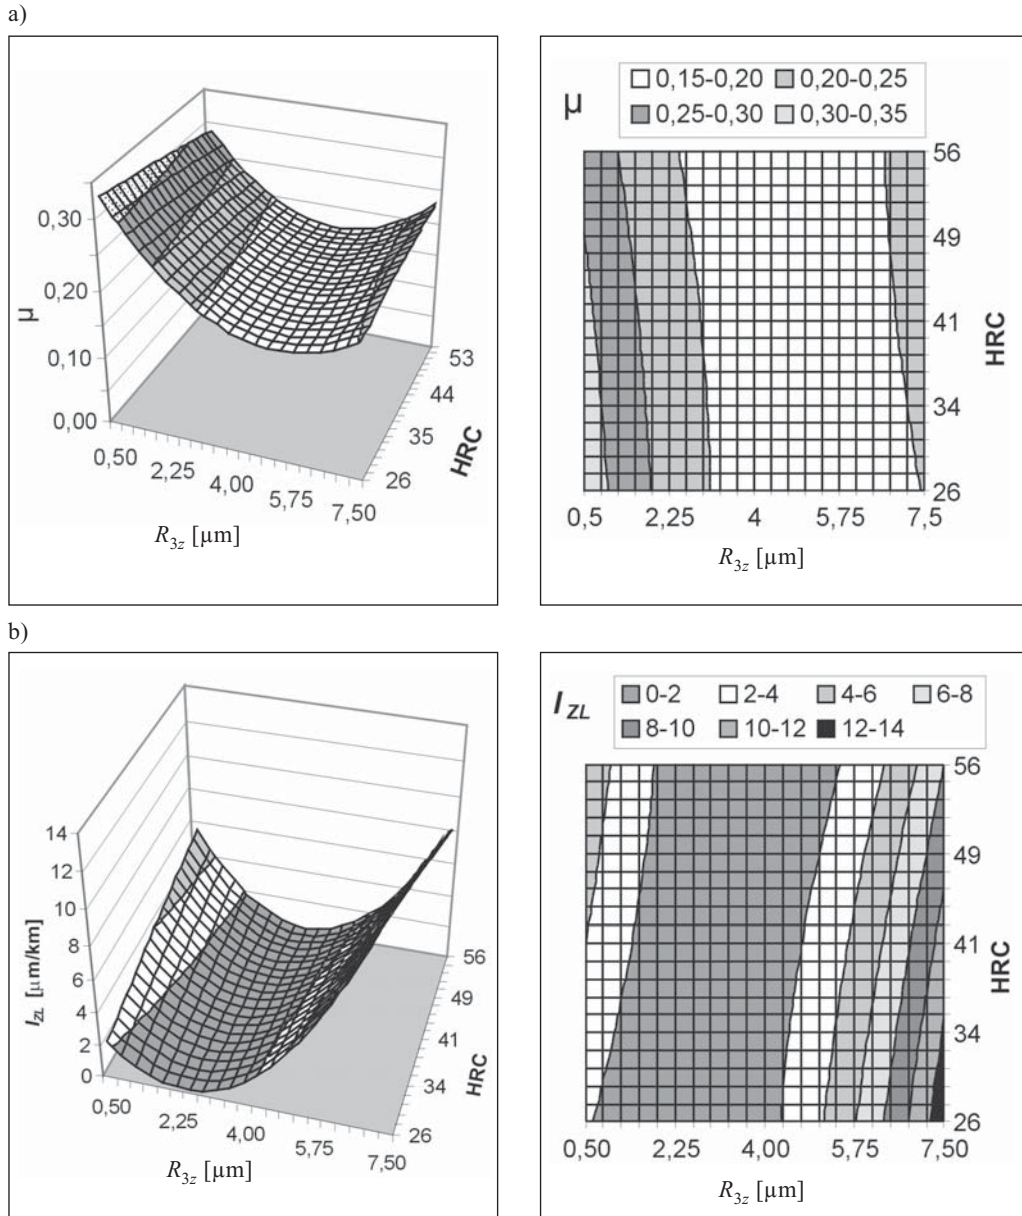 a)
0,30
0,20
0,10
0,00
μ
0,50
2,25
4,00
5,75
7,50
26
35
44
53
HRC
R3z [μm]
μ
0,15-0,20 0,20-0,25
0,25-0,30 0,30-0,35
56
49
41
34
26
HRC
0,5 2,25 4 5,75 7,5
R3z [μm]
b)
14
12
10
8
6
4
2
0
IZL [μm/km]
0,50
2,25
4,00
5,75
7,50
56
49
41
34
26
HRC
R3z [μm]
IZL
0-2 2-4 4-6 6-8
8-10 10-12 12-14
56
49
41
34
26
HRC
0,50 2,25 4,00 5,75 7,50
R3z [μm]